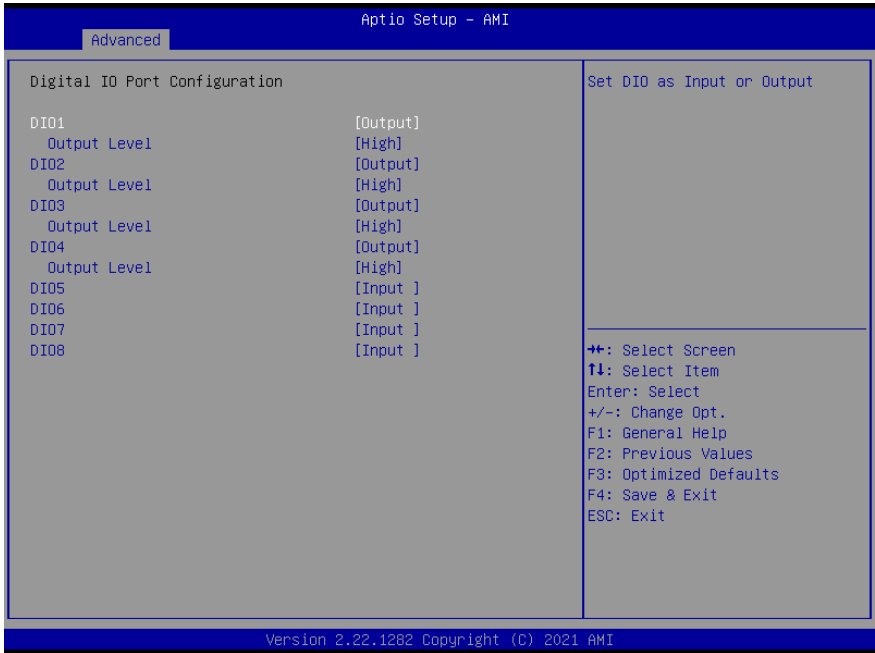 Aptio Setup – AMI
Advanced
Digital IO Port Configuration
DIO1 [Output]
Output Level [High]
DIO2 [Output]
Output Level [High]
DIO3 [Output]
Output Level [High]
DIO4 [Output]
Output Level [High]
DIO5 [Input ]
DIO6 [Input ]
DIO7 [Input ]
DIO8 [Input ]
Set DIO as Input or Output
→←: Select Screen
↑↓: Select Item
Enter: Select
+/-: Change Opt.
F1: General Help
F2: Previous Values
F3: Optimized Defaults
F4: Save & Exit
ESC: Exit
Version 2.22.1282 Copyright (C) 2021 AMI